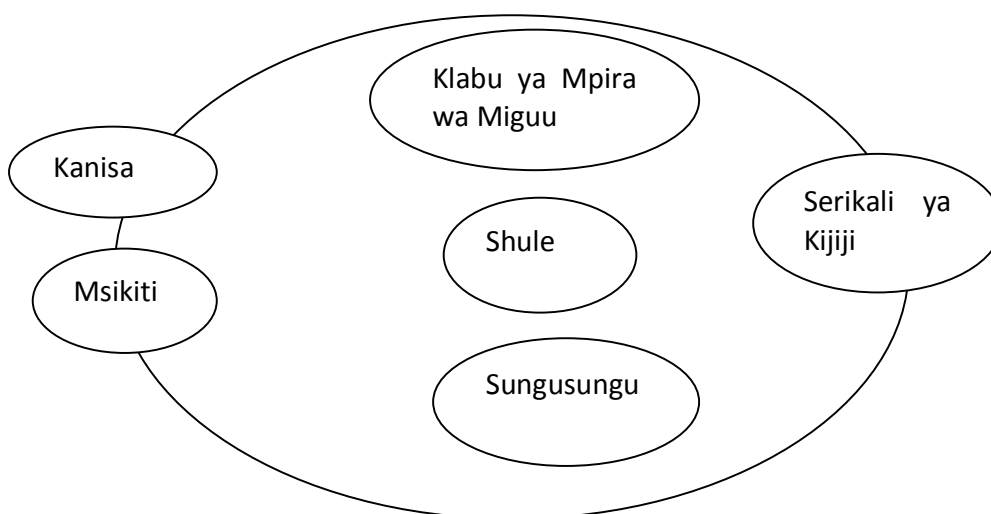 Klabu ya Mpira
wa Miguu
Kanisa
Serikali ya
Kijiji
Shule
Msikiti
Sungusungu